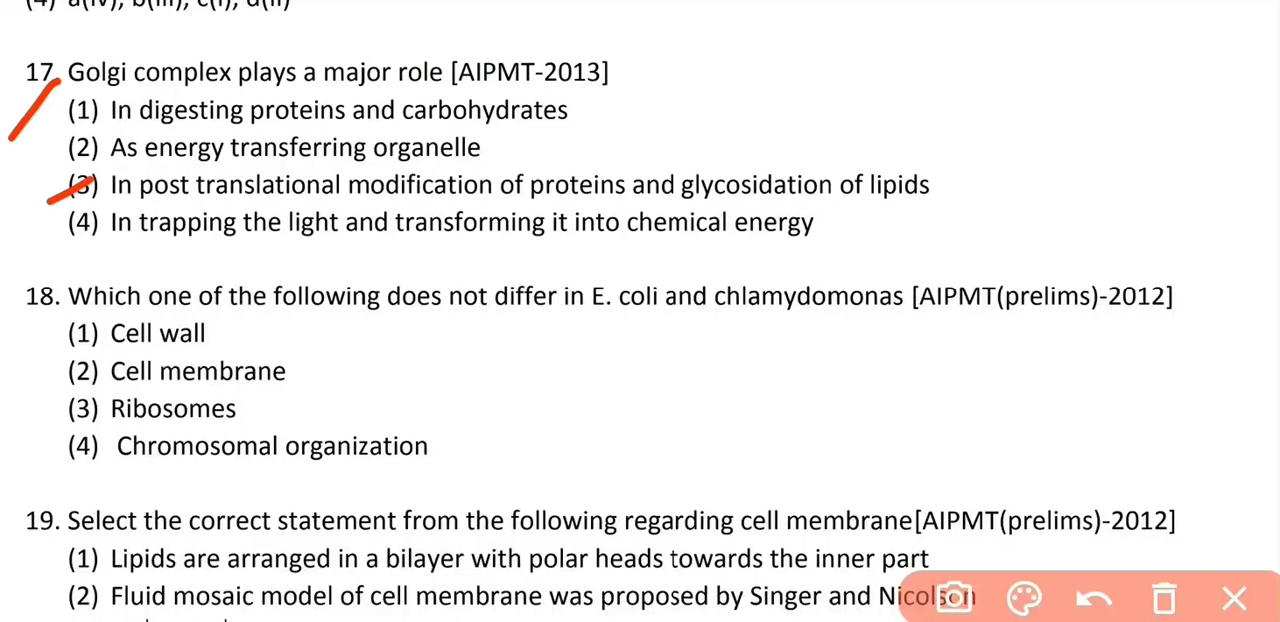 (4) a(iv), b(iii), c(i), d(ii)
17. Golgi complex plays a major role [AIPMT-2013]
(1) In digesting proteins and carbohydrates
(2) As energy transferring organelle
(3) In post translational modification of proteins and glycosidation of lipids
(4) In trapping the light and transforming it into chemical energy
18. Which one of the following does not differ in E. coli and chlamydomonas [AIPMT(prelims)-2012]
(1) Cell wall
(2) Cell membrane
(3) Ribosomes
(4) Chromosomal organization
19. Select the correct statement from the following regarding cell membrane[AIPMT(prelims)-2012]
(1) Lipids are arranged in a bilayer with polar heads towards the inner part
(2) Fluid mosaic model of cell membrane was proposed by Singer and Nicolson